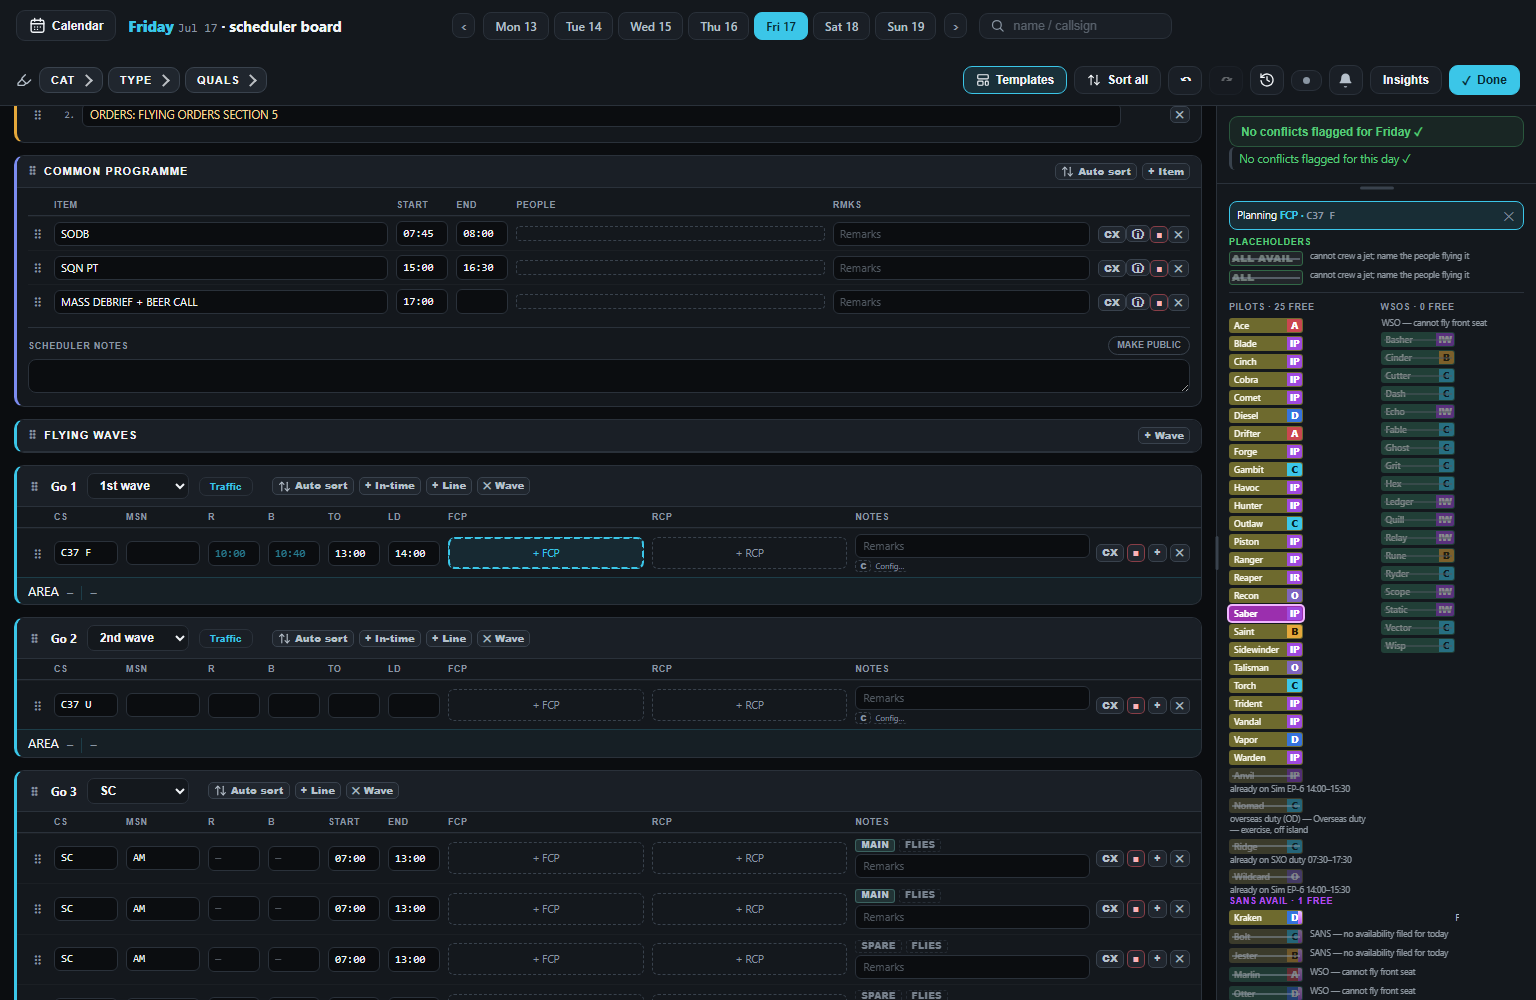 Calendar
Friday Jul 17 · scheduler board
‹ Mon 13 Tue 14 Wed 15 Thu 16 Fri 17 Sat 18 Sun 19 ›
name / callsign
CAT TYPE QUALS
Templates Sort all Insights ✓ Done
2. ORDERS: FLYING ORDERS SECTION 5
COMMON PROGRAMME
Auto sort + Item
ITEM START END PEOPLE RMKS
SODB 07:45 08:00 Remarks CX
SQN PT 15:00 16:30 Remarks CX
MASS DEBRIEF + BEER CALL 17:00 Remarks CX
SCHEDULER NOTES MAKE PUBLIC
FLYING WAVES + Wave
Go 1 1st wave Traffic Auto sort + In-time + Line X Wave
CS MSN R B TO LD FCP RCP NOTES
C37 F 10:00 10:40 13:00 14:00 + FCP + RCP Remarks CX
C Config...
AREA – –
Go 2 2nd wave Traffic Auto sort + In-time + Line X Wave
CS MSN R B TO LD FCP RCP NOTES
C37 U + FCP + RCP Remarks CX
C Config...
AREA – –
Go 3 SC Auto sort + Line X Wave
CS MSN R B START END FCP RCP NOTES
MAIN FLIES
SC AM – – 07:00 13:00 + FCP + RCP Remarks CX
MAIN FLIES
SC AM – – 07:00 13:00 + FCP + RCP Remarks CX
SPARE FLIES
SC AM – – 07:00 13:00 + FCP + RCP Remarks CX
SPARE FLIES
No conflicts flagged for Friday ✓
No conflicts flagged for this day ✓
Planning FCP · C37 F
PLACEHOLDERS
ALL AVAIL cannot crew a jet; name the people flying it
ALL cannot crew a jet; name the people flying it
PILOTS · 25 FREE
Ace A
Blade IP
Cinch IP
Cobra IP
Comet IP
Diesel D
Drifter A
Forge IP
Gambit C
Havoc IP
Hunter IP
Outlaw C
Piston IP
Ranger IP
Reaper IR
Recon O
Saber IP
Saint B
Sidewinder IP
Talisman O
Torch C
Trident IP
Vandal IP
Vapor D
Warden IP
Anvil IP
already on Sim EP-6 14:00–15:30
Nomad C
overseas duty (OD) — Overseas duty
— exercise, off island
Ridge C
already on SXO duty 07:30–17:30
Wildcard O
already on Sim EP-6 14:00–15:30
WSOS · 0 FREE
WSO — cannot fly front seat
Basher IW
Cinder B
Cutter C
Dash C
Echo IW
Fable C
Ghost C
Grit C
Hex C
Ledger IW
Quill IW
Relay IW
Rune B
Ryder C
Scope IW
Static IW
Vector C
Wisp C
SANS AVAIL · 1 FREE
Kraken D
Bolt C SANS — no availability filed for today
Jester B SANS — no availability filed for today
Marlin A WSO — cannot fly front seat
Otter D WSO — cannot fly front seat